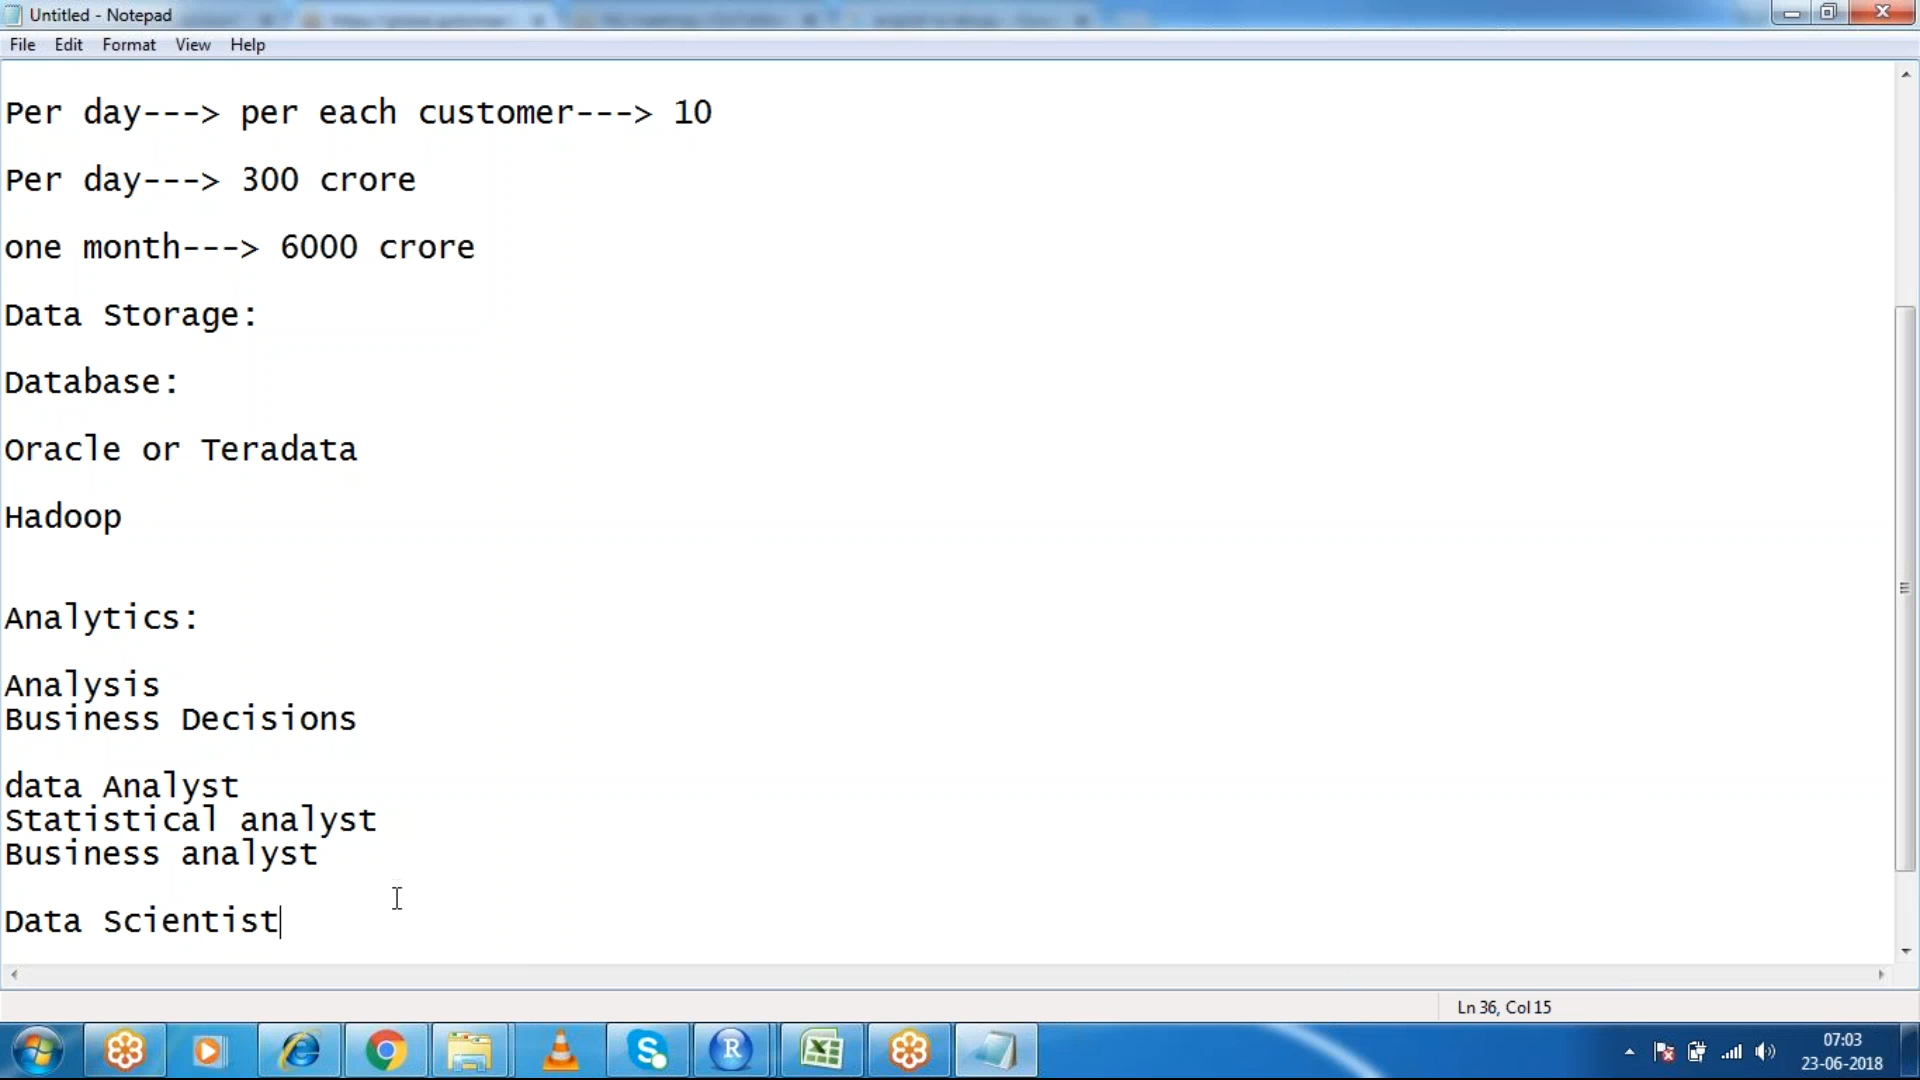 Untitled - Notepad
File Edit Format View Help
Per day---> per each customer---> 10
Per day---> 300 crore
one month---> 6000 crore
Data Storage:
Database:
Oracle or Teradata
Hadoop
Analytics:
Analysis
Business Decisions
data Analyst
Statistical analyst
Business analyst
Data Scientist
Ln 36, Col 15
07:03
23-06-2018